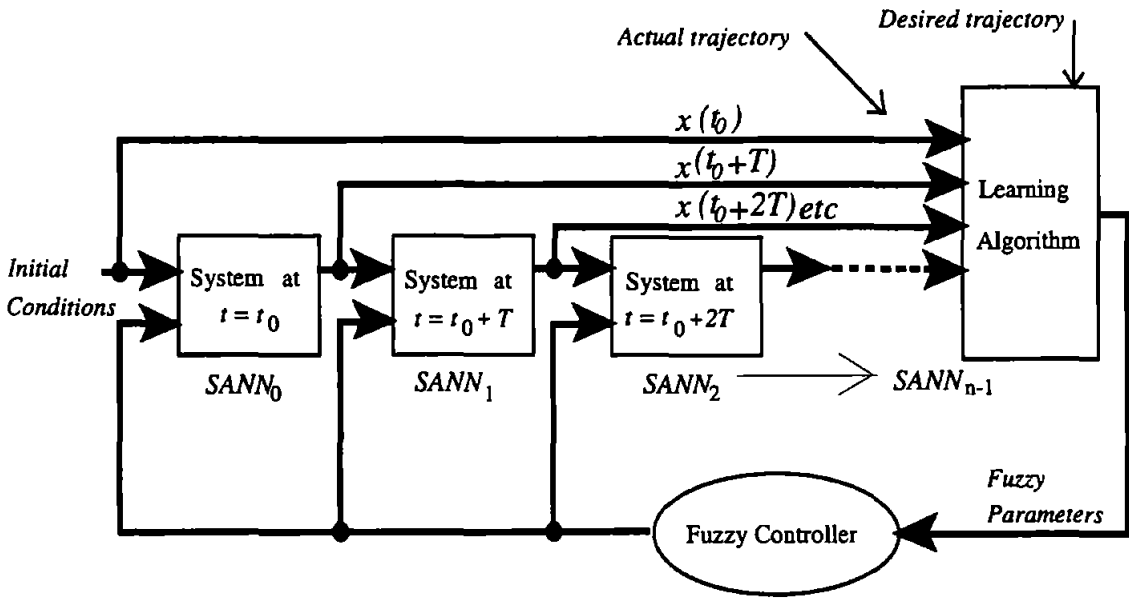 Desired trajectory
Actual trajectory
x(t₀)
x(t₀+T)
x(t₀+2T)etc
Learning
Algorithm
Initial
Conditions
System at
t = t₀
System at
t = t₀ + T
System at
t = t₀ +2T
SANN₀
SANN₁
SANN₂
SANNₙ₋₁
Fuzzy
Parameters
Fuzzy Controller